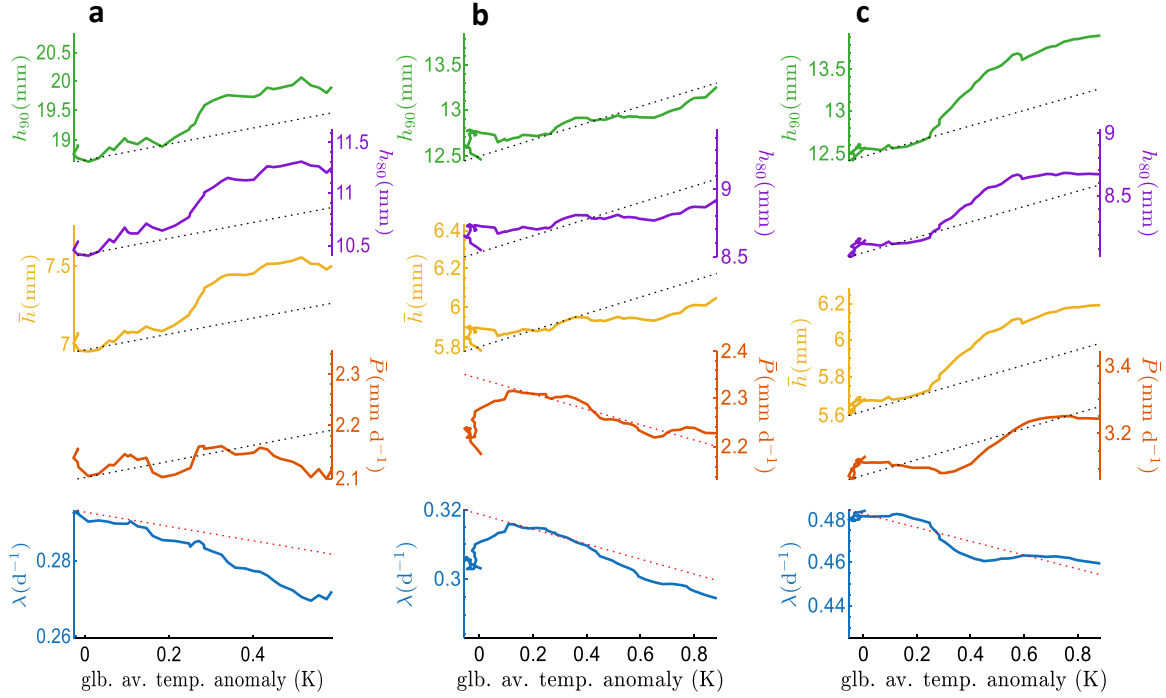 a
b
c
h₉₀(mm)
20.5
20
19.5
19
h₈₀(mm)
11.5
11
10.5
h̄(mm)
7.5
7
P̄(mm d⁻¹)
2.3
2.2
2.1
λ(d⁻¹)
0.28
0.26
0
0.2
0.4
glb. av. temp. anomaly (K)
h₉₀(mm)
13.5
13
12.5
h₈₀(mm)
9
8.5
h̄(mm)
6.4
6.2
6
5.8
P̄(mm d⁻¹)
2.4
2.3
2.2
λ(d⁻¹)
0.32
0.3
0
0.2
0.4
0.6
0.8
glb. av. temp. anomaly (K)
h₉₀(mm)
13.5
13
12.5
h₈₀(mm)
9
8.5
h̄(mm)
6.2
6
5.8
5.6
P̄(mm d⁻¹)
3.4
3.2
λ(d⁻¹)
0.48
0.46
0.44
0
0.2
0.4
0.6
0.8
glb. av. temp. anomaly (K)